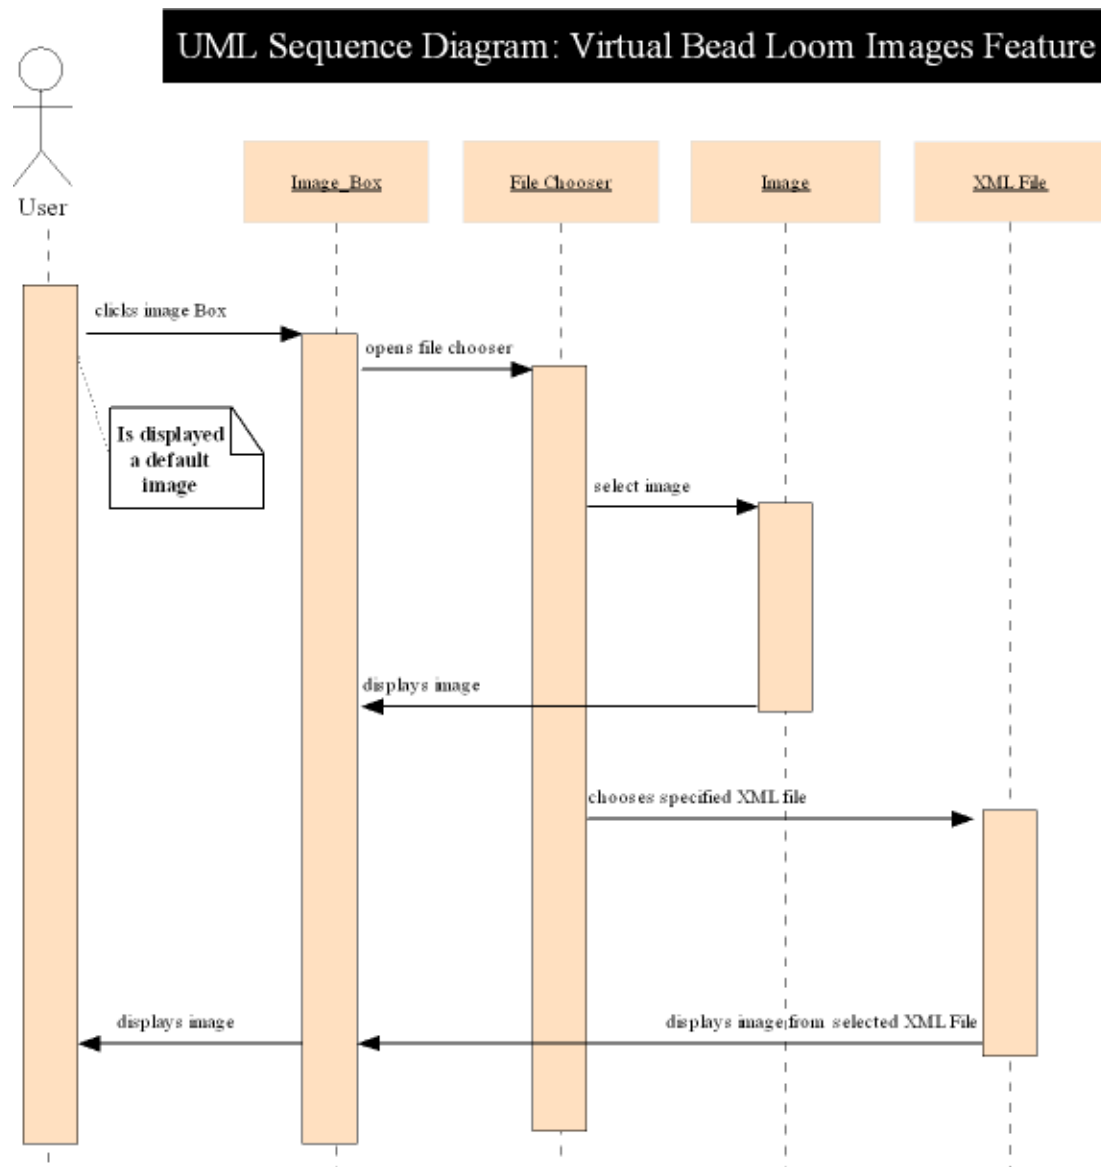 UML Sequence Diagram: Virtual Bead Loom Images Feature
User
Image_Box
File Chooser
Image
XML File
clicks image Box
opens file chooser
Is displayed
a default
image
select image
displays image
chooses specified XML file
displays image
displays image from selected XML File